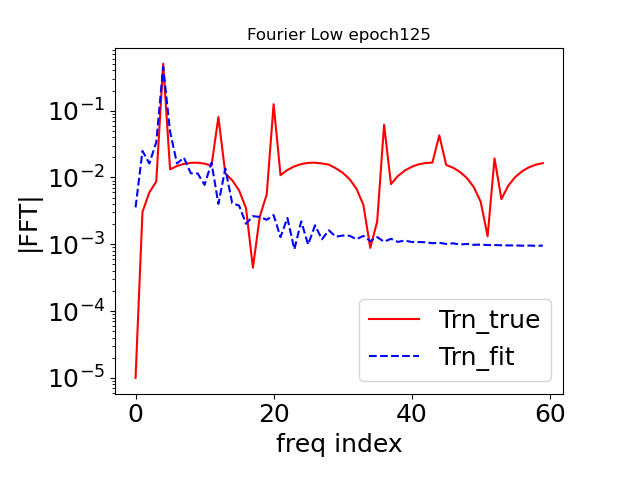 Fourier Low epoch125
|FFT|
10⁻¹
10⁻²
10⁻³
10⁻⁴
10⁻⁵
Trn_true
Trn_fit
0 20 40 60
freq index